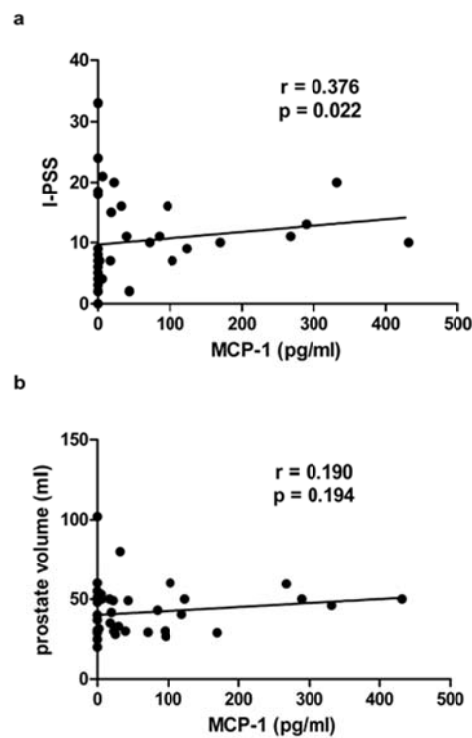 a
r = 0.376
p = 0.022
I-PSS
40
30
20
10
0
0 100 200 300 400 500
MCP-1 (pg/ml)
b
r = 0.190
p = 0.194
prostate volume (ml)
150
100
50
0
0 100 200 300 400 500
MCP-1 (pg/ml)